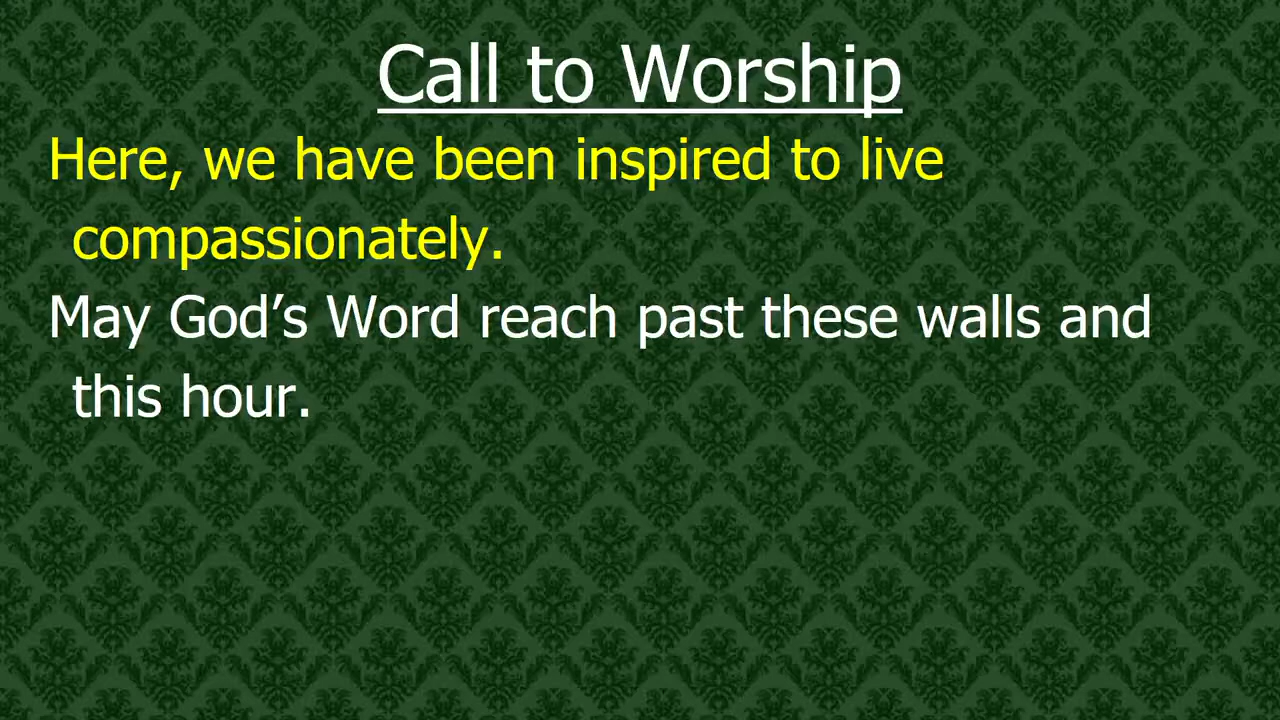 Call to Worship
Here, we have been inspired to live
compassionately.
May God’s Word reach past these walls and
this hour.